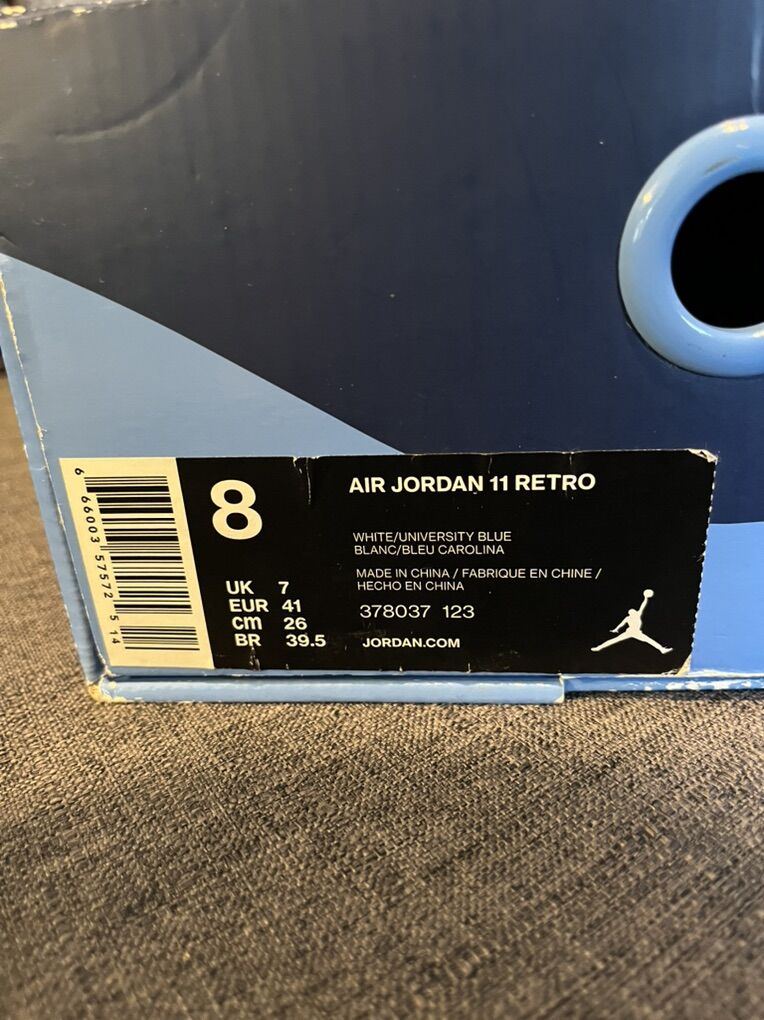 6 66003 57572 5 14
8
UK 7
EUR 41
cm 26
BR 39.5
AIR JORDAN 11 RETRO
WHITE/UNIVERSITY BLUE
BLANC/BLEU CAROLINA
MADE IN CHINA / FABRIQUE EN CHINE /
HECHO EN CHINA
378037 123
JORDAN.COM